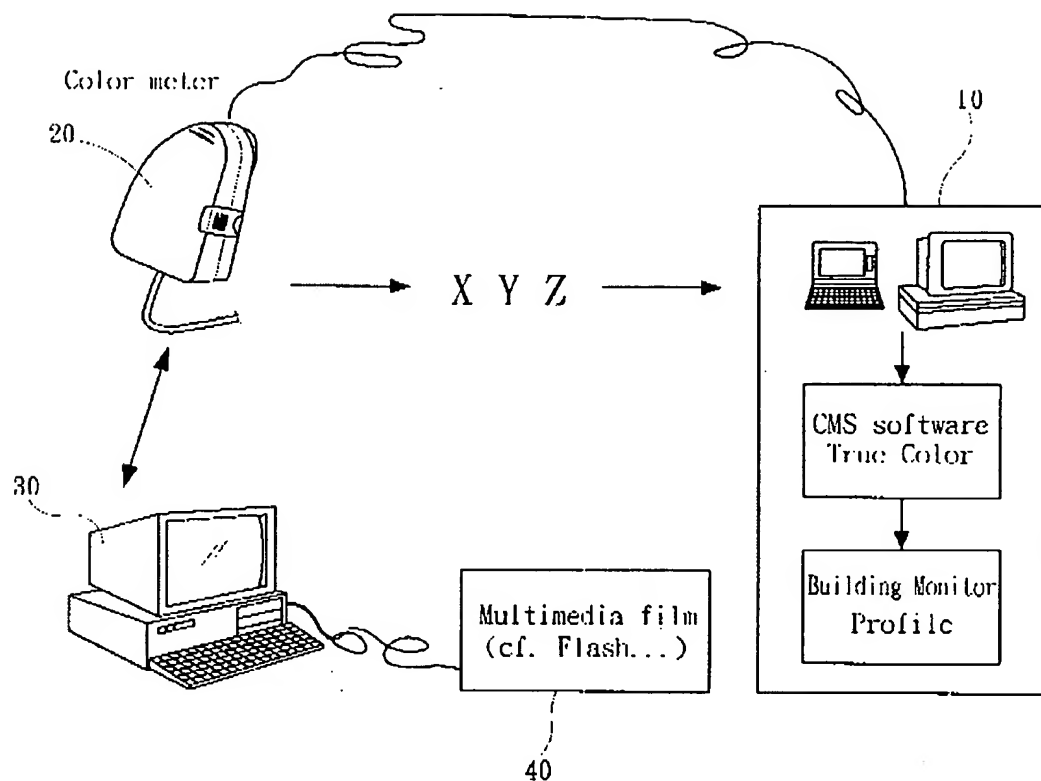 Color meter
20
10
X Y Z
CMS software
True Color
30
Building Monitor
Profile
Multimedia film
(cf. Flash...)
40